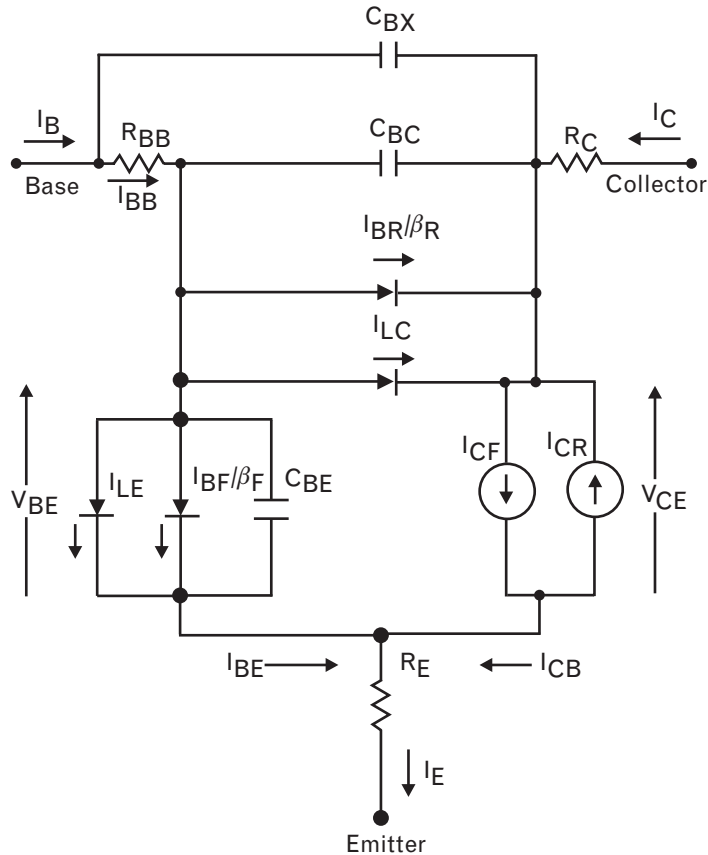 CBX
IB
RBB
CBC
RC
IC
Base
IBB
Collector
IBR/βR
ILC
VBE
ILE
IBF/βF
CBE
ICF
ICR
VCE
IBE
RE
ICB
IE
Emitter